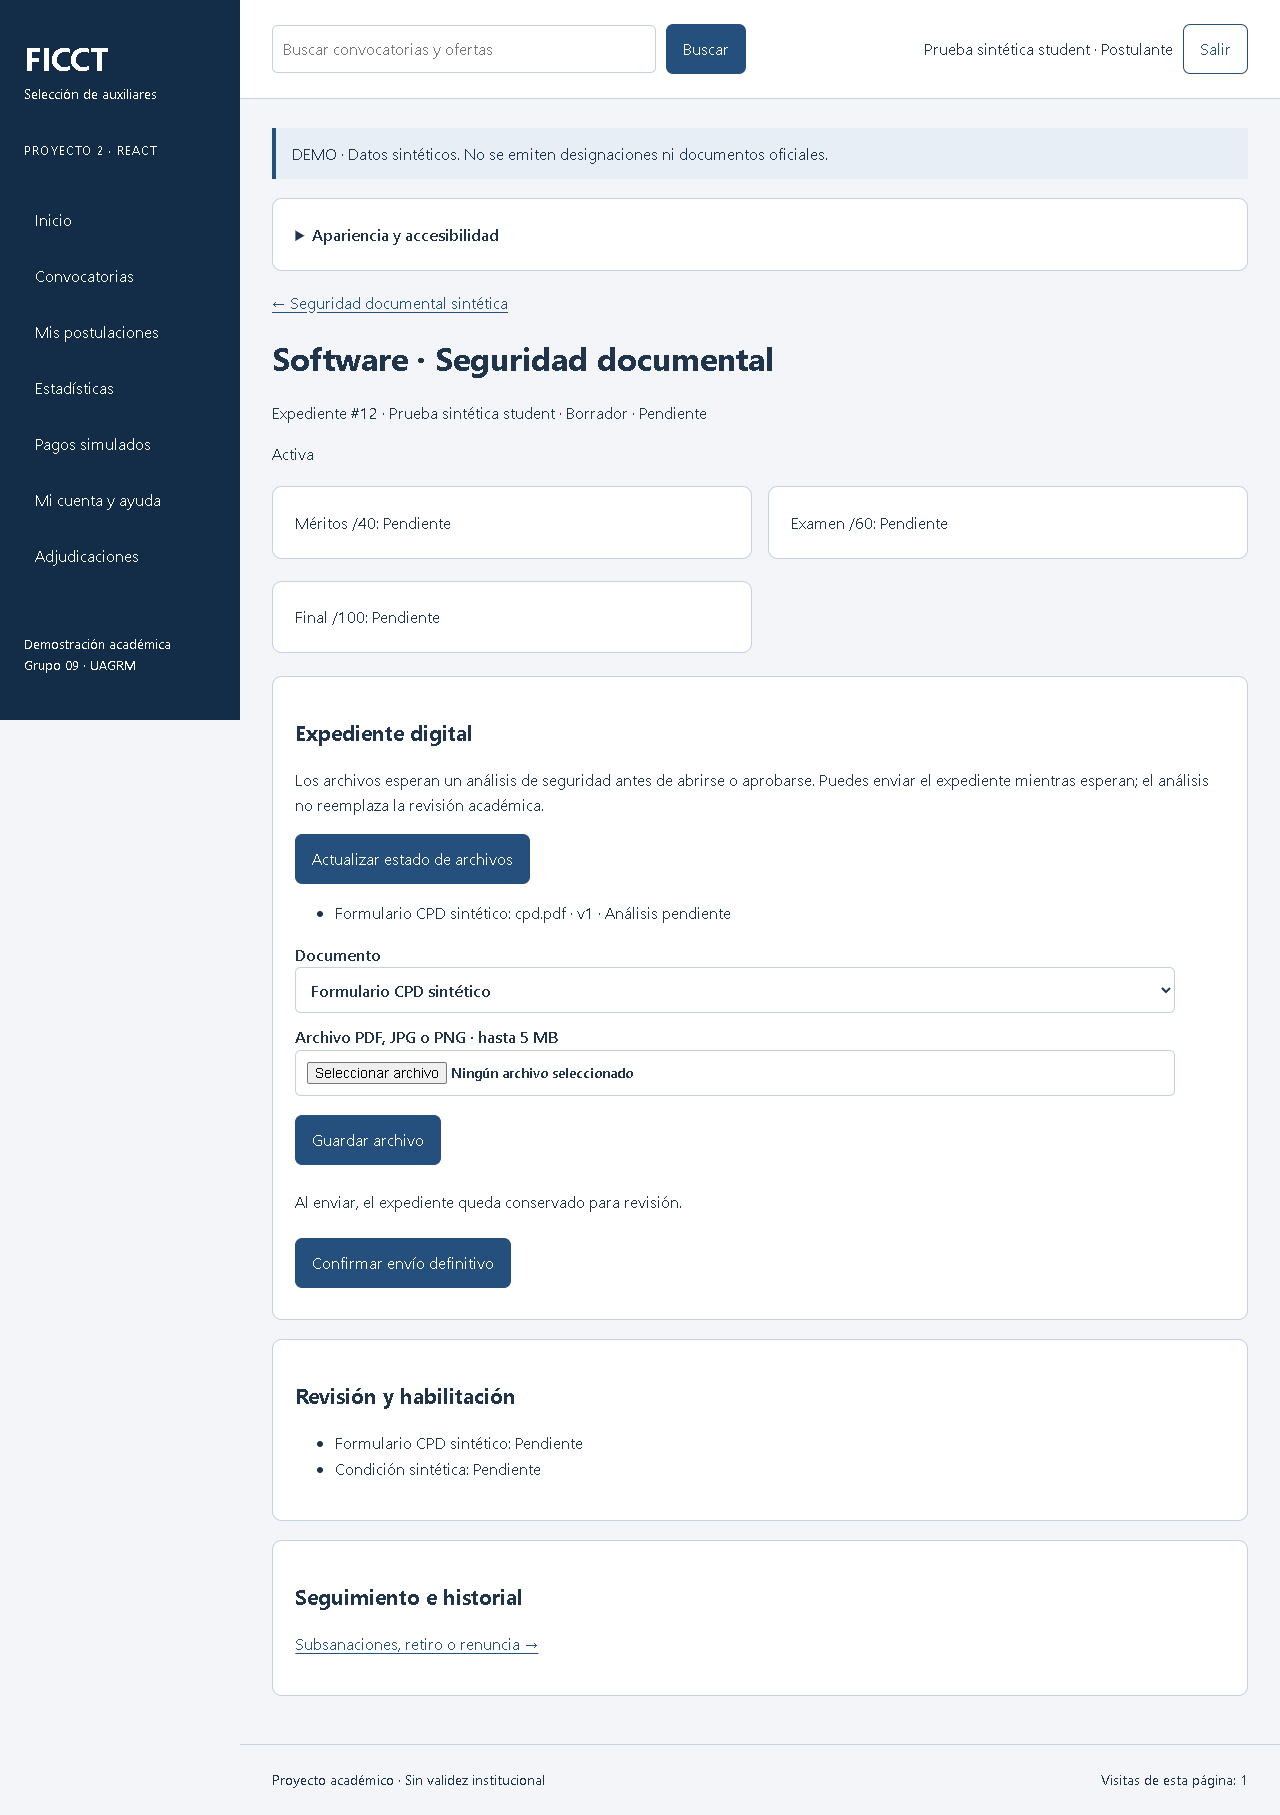 FICCT
Selección de auxiliares
PROYECTO 2 · REACT
Inicio
Convocatorias
Mis postulaciones
Estadísticas
Pagos simulados
Mi cuenta y ayuda
Adjudicaciones
Demostración académica
Grupo 09 · UAGRM
Buscar convocatorias y ofertas
Buscar
Prueba sintética student · Postulante
Salir
DEMO · Datos sintéticos. No se emiten designaciones ni documentos oficiales.
▶ Apariencia y accesibilidad
← Seguridad documental sintética
Software · Seguridad documental
Expediente #12 · Prueba sintética student · Borrador · Pendiente
Activa
Méritos /40: Pendiente
Examen /60: Pendiente
Final /100: Pendiente
Expediente digital
Los archivos esperan un análisis de seguridad antes de abrirse o aprobarse. Puedes enviar el expediente mientras esperan; el análisis
no reemplaza la revisión académica.
Actualizar estado de archivos
• Formulario CPD sintético: cpd.pdf · v1 · Análisis pendiente
Documento
Formulario CPD sintético
Archivo PDF, JPG o PNG · hasta 5 MB
Seleccionar archivo Ningún archivo seleccionado
Guardar archivo
Al enviar, el expediente queda conservado para revisión.
Confirmar envío definitivo
Revisión y habilitación
• Formulario CPD sintético: Pendiente
• Condición sintética: Pendiente
Seguimiento e historial
Subsanaciones, retiro o renuncia →
Proyecto académico · Sin validez institucional
Visitas de esta página: 1